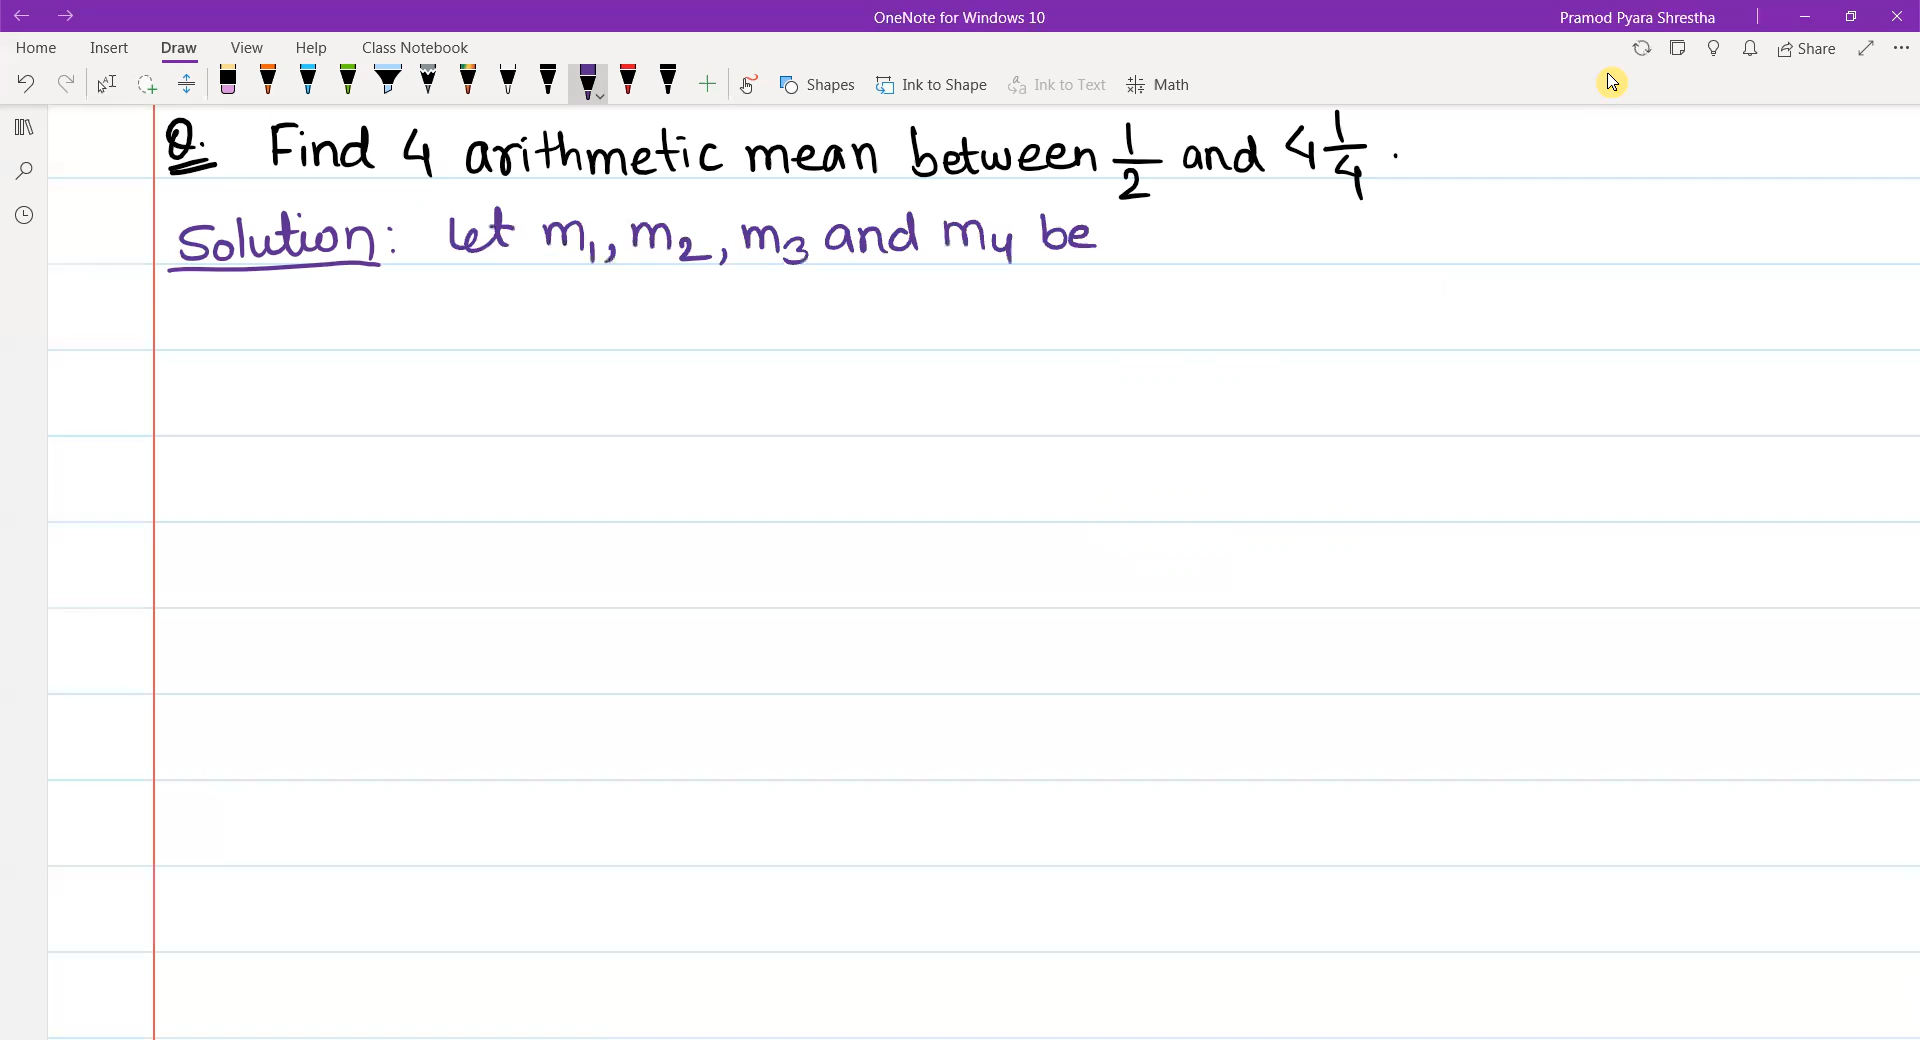 OneNote for Windows 10
Pramod Pyara Shrestha
Home Insert Draw View Help Class Notebook
Share
Shapes Ink to Shape Ink to Text Math
Q. Find 4 arithmetic mean between 1/2 and 4 1/4 .
Solution: Let m₁, m₂, m₃ and m₄ be